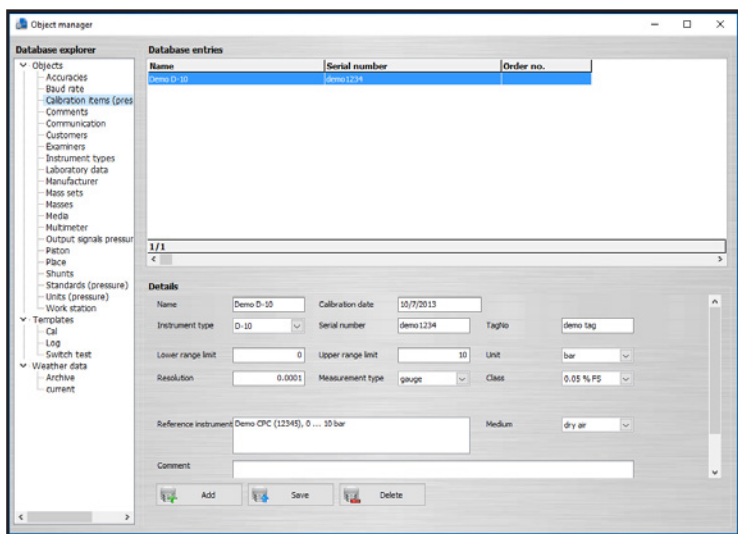 Object manager
Database explorer
Objects
Accuracies
Baud rate
Calibration items (pres
Comments
Communication
Customers
Examiners
Instrument types
Laboratory data
Manufacturer
Mass sets
Masses
Media
Multimeter
Output signals pressur
Piston
Place
Shunts
Standards (pressure)
Units (pressure)
Work station
Templates
Cal
Log
Switch test
Weather data
Archive
current
Database entries
Name Serial number Order no.
Demo D-10 demo1234
1/1
Details
Name Demo D-10 Calibration date 10/7/2013
Instrument type D-10 Serial number demo1234 TagNo demo tag
Lower range limit 0 Upper range limit 10 Unit bar
Resolution 0.0001 Measurement type gauge Class 0.05 % FS
Reference instrument Demo CPC (12345), 0 ... 10 bar Medium dry air
Comment
Add Save Delete